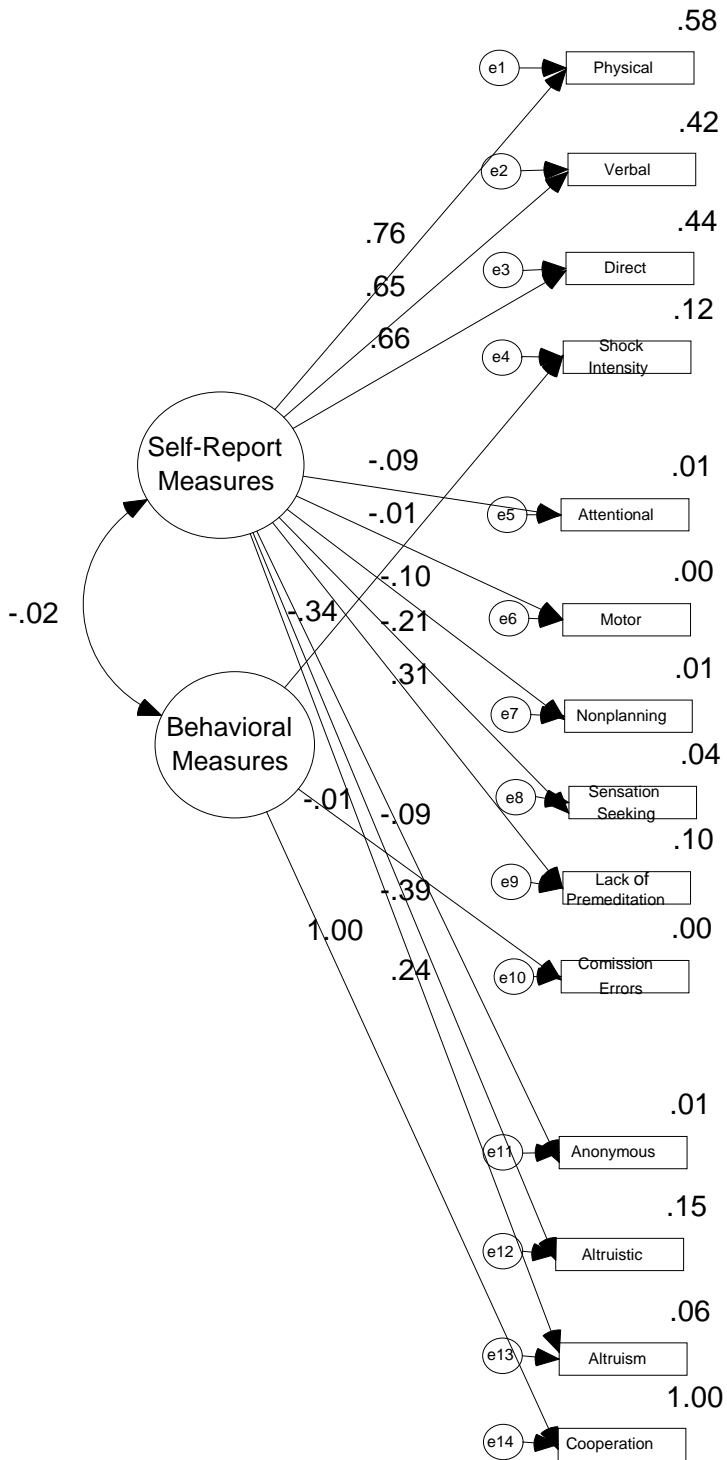 .58
e1
Physical
.42
e2
Verbal
.76
.44
e3
Direct
.65
.12
.66
e4
Shock
Intensity
Self-Report
Measures
-.09
.01
e5
Attentional
-.01
.00
-.10
e6
Motor
-.02
-.34
-.21
.01
.31
e7
Nonplanning
Behavioral
Measures
.04
e8
Sensation
Seeking
-.01
-.09
.10
e9
Lack of
Premeditation
-.39
1.00
.00
.24
e10
Comission
Errors
.01
e11
Anonymous
.15
e12
Altruistic
.06
e13
Altruism
1.00
e14
Cooperation